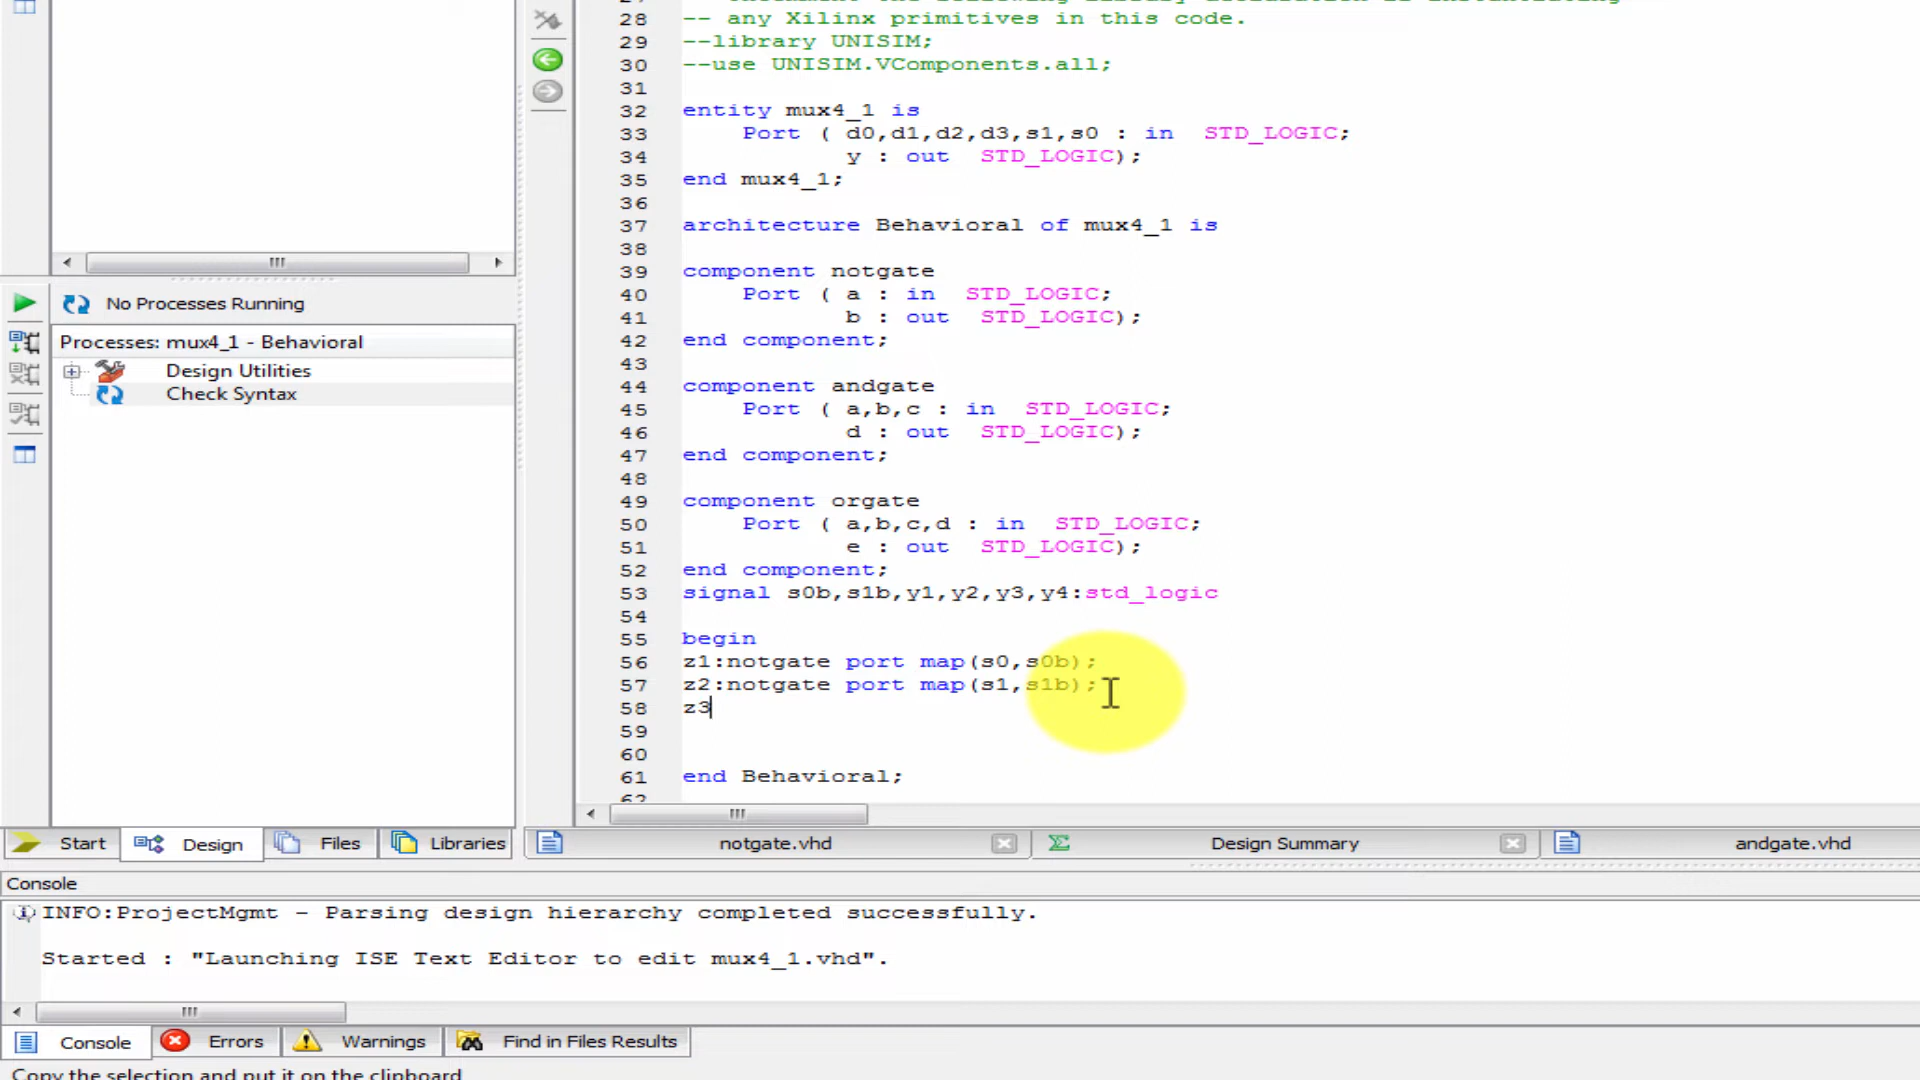 28 -- any Xilinx primitives in this code.
29 --library UNISIM;
30 --use UNISIM.VComponents.all;
31
32 entity mux4_1 is
33 Port ( d0,d1,d2,d3,s1,s0 : in STD_LOGIC;
34 y : out STD_LOGIC);
35 end mux4_1;
36
37 architecture Behavioral of mux4_1 is
38
39 component notgate
40 Port ( a : in STD_LOGIC;
41 b : out STD_LOGIC);
42 end component;
43
44 component andgate
45 Port ( a,b,c : in STD_LOGIC;
46 d : out STD_LOGIC);
47 end component;
48
49 component orgate
50 Port ( a,b,c,d : in STD_LOGIC;
51 e : out STD_LOGIC);
52 end component;
53 signal s0b,s1b,y1,y2,y3,y4:std_logic
54
55 begin
56 z1:notgate port map(s0,s0b);
57 z2:notgate port map(s1,s1b);
58 z3
59
60
61 end Behavioral;
62
No Processes Running
Processes: mux4_1 - Behavioral
Design Utilities
Check Syntax
Start Design Files Libraries
notgate.vhd Design Summary andgate.vhd
Console
INFO:ProjectMgmt - Parsing design hierarchy completed successfully.
Started : "Launching ISE Text Editor to edit mux4_1.vhd".
Console Errors Warnings Find in Files Results
Copy the selection and put it on the clipboard